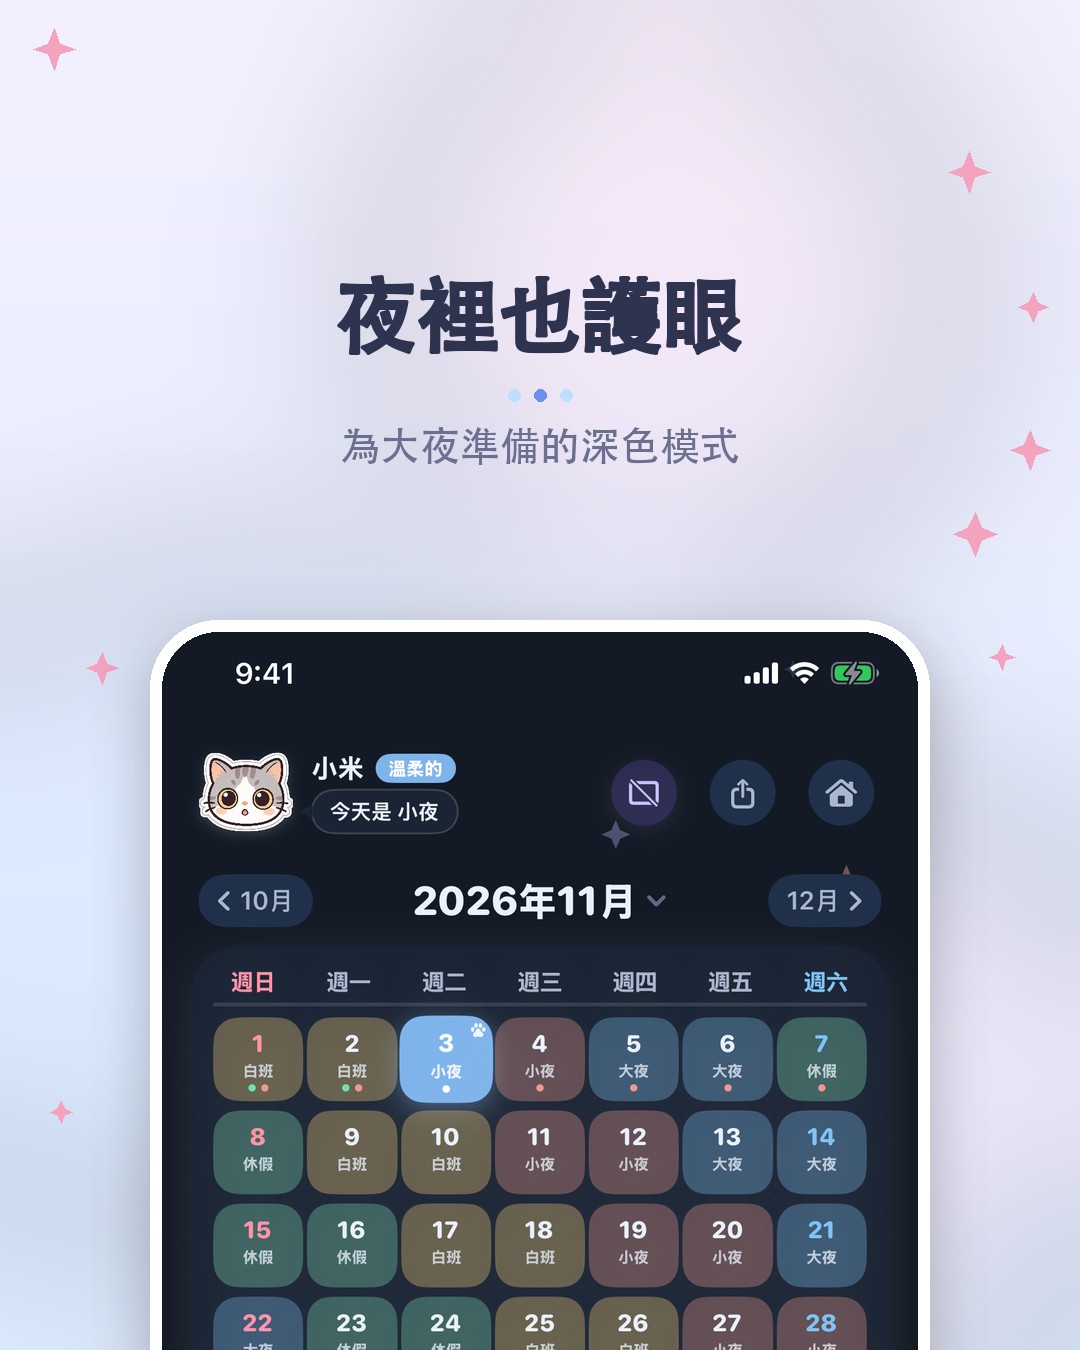 夜裡也護眼
為大夜準備的深色模式
9:41
小米 溫柔的
今天是 小夜
10月 2026年11月 12月
週日 週一 週二 週三 週四 週五 週六
1 2 3 4 5 6 7
白班 白班 小夜 小夜 大夜 大夜 休假
8 9 10 11 12 13 14
休假 白班 白班 小夜 小夜 大夜 大夜
15 16 17 18 19 20 21
休假 休假 白班 白班 小夜 小夜 大夜
22 23 24 25 26 27 28